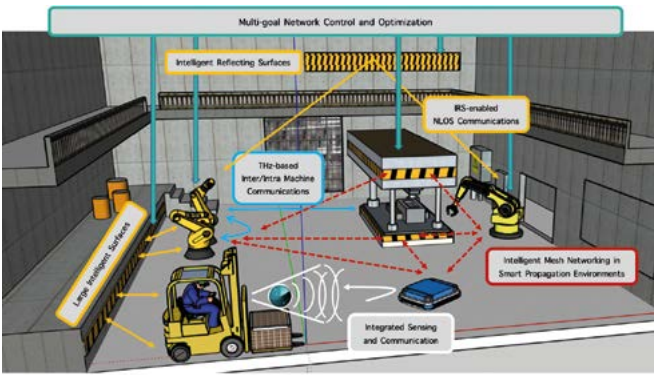 Multi-goal Network Control and Optimization
Intelligent Reflecting Surfaces
IRS-enabled
NLOS Communications
THz-based
Inter/Intra Machine
Communications
Large Intelligent Surfaces
Intelligent Mesh Networking in
Smart Propagation Environments
Integrated Sensing
and Communication